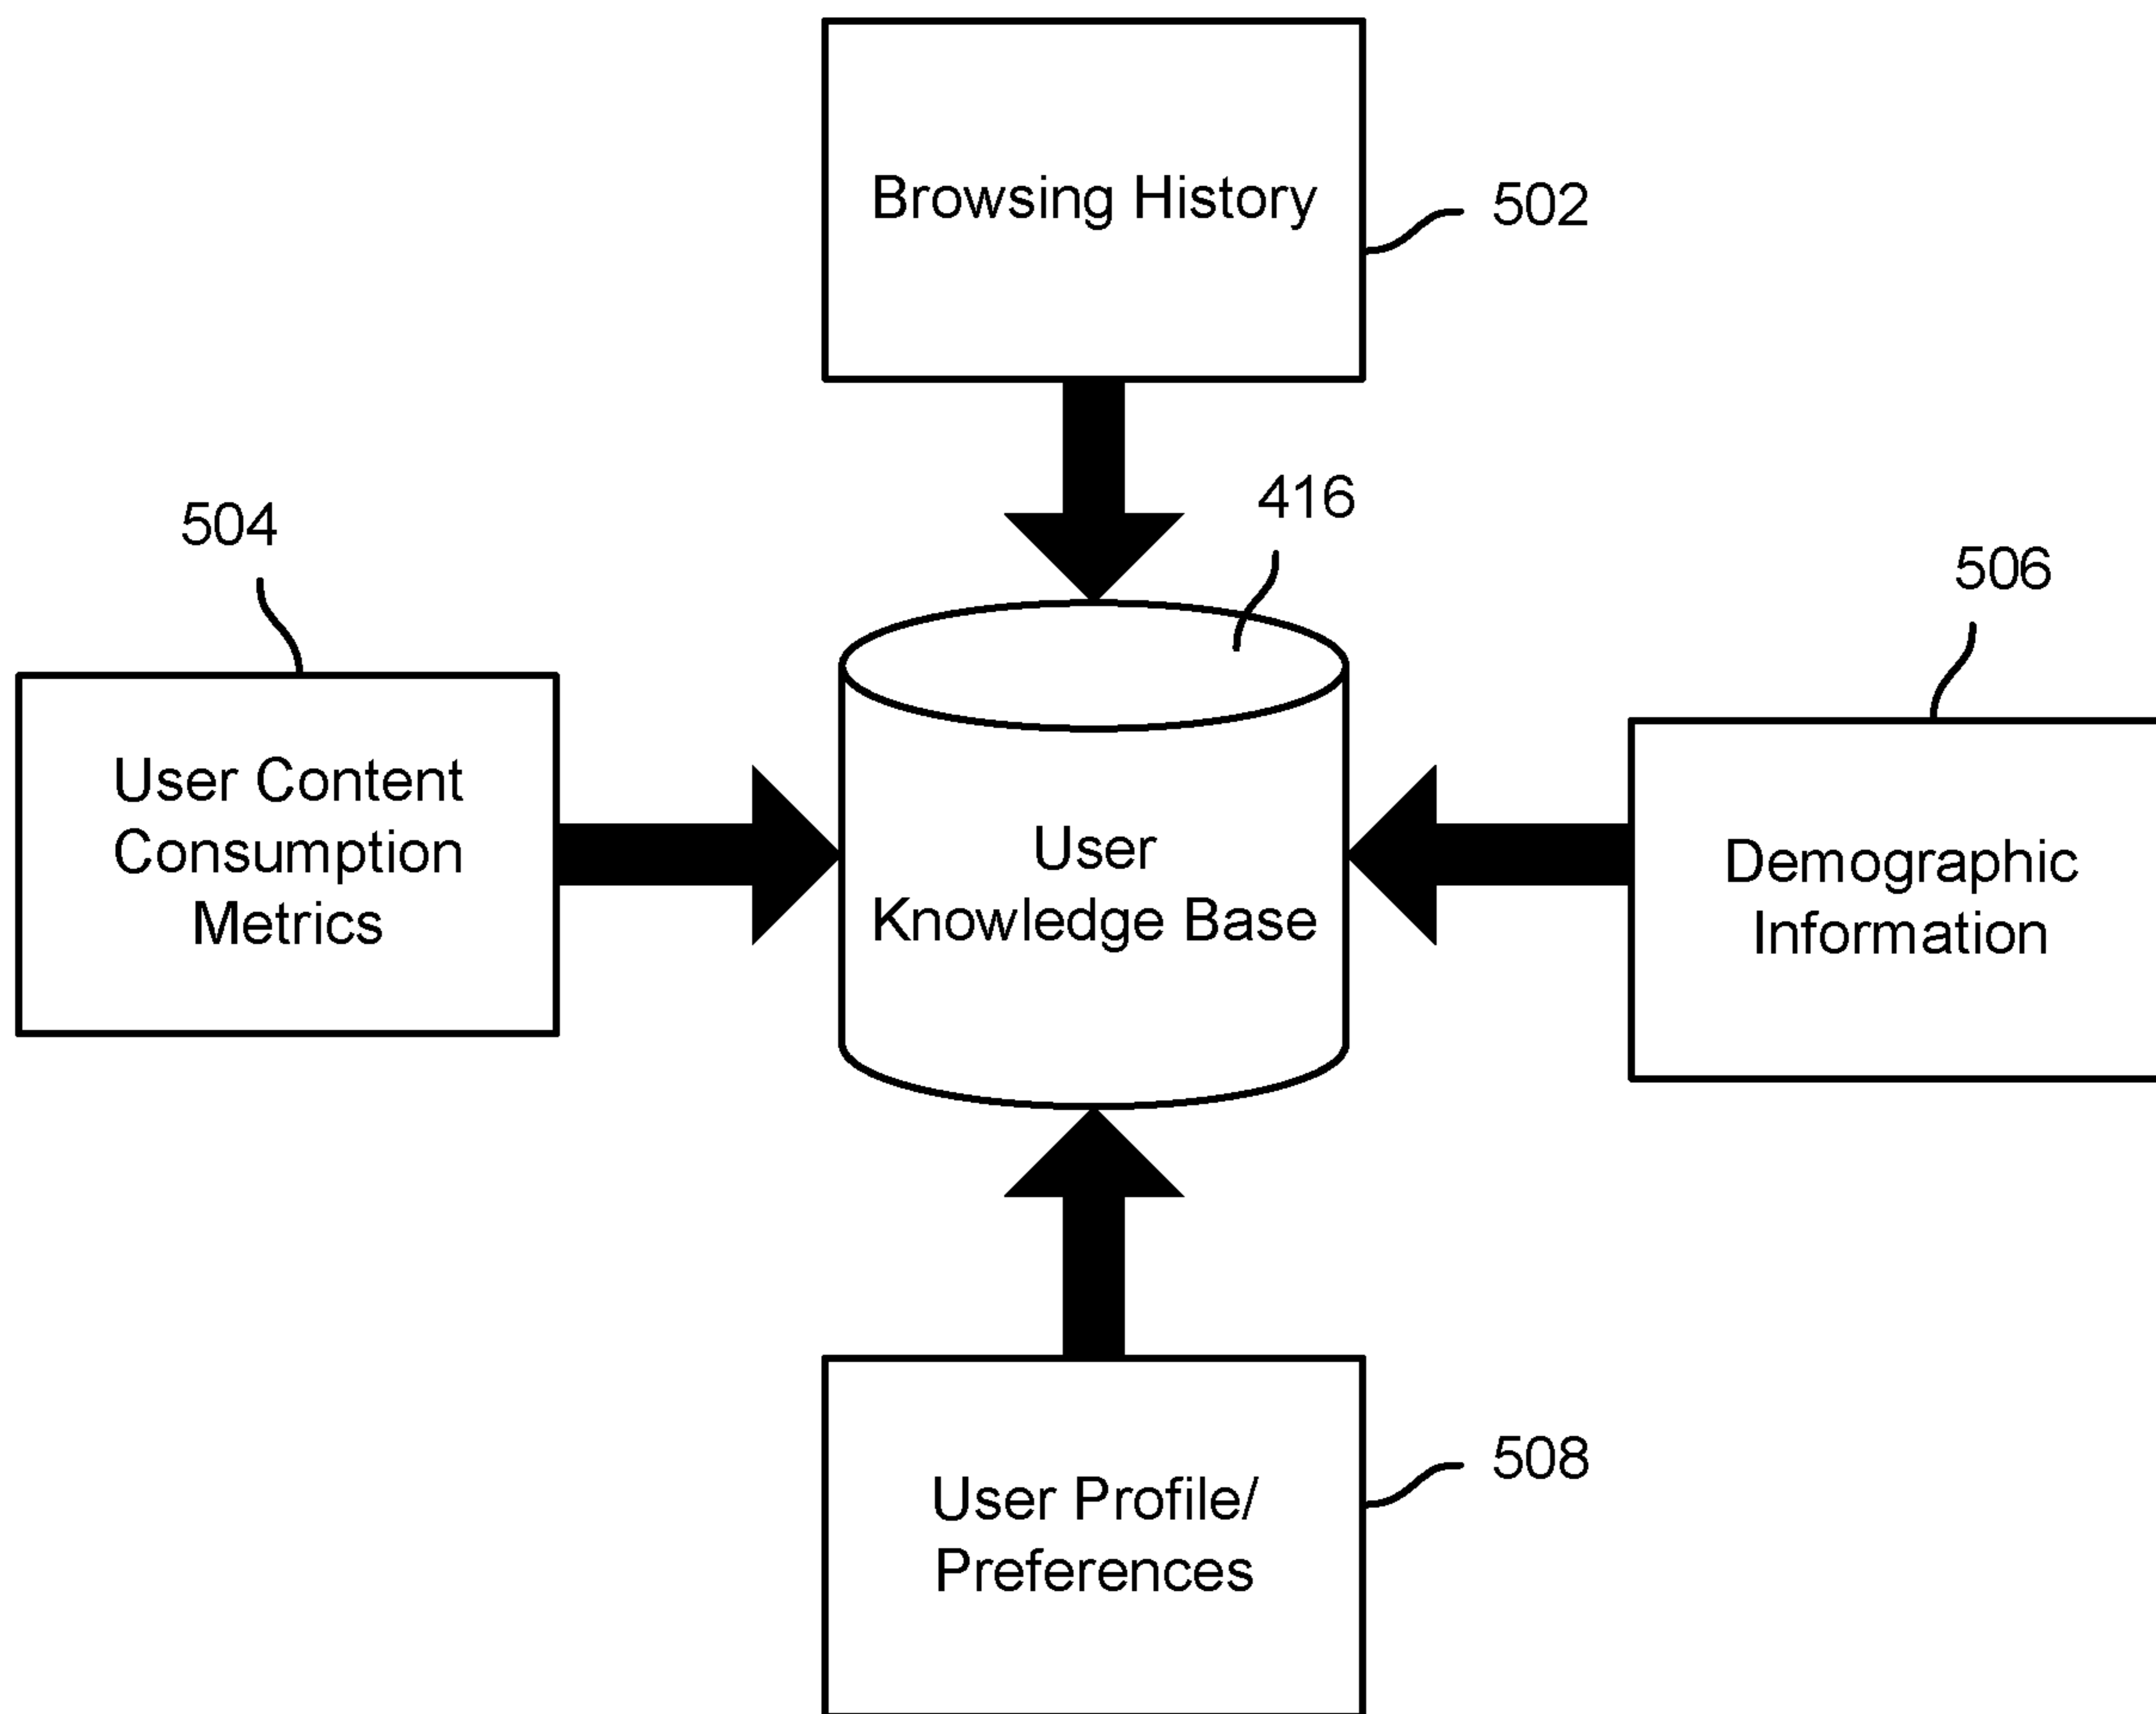 Browsing History
502
416
504
506
User Content
Consumption
Metrics
User
Knowledge Base
Demographic
Information
User Profile/
Preferences
508